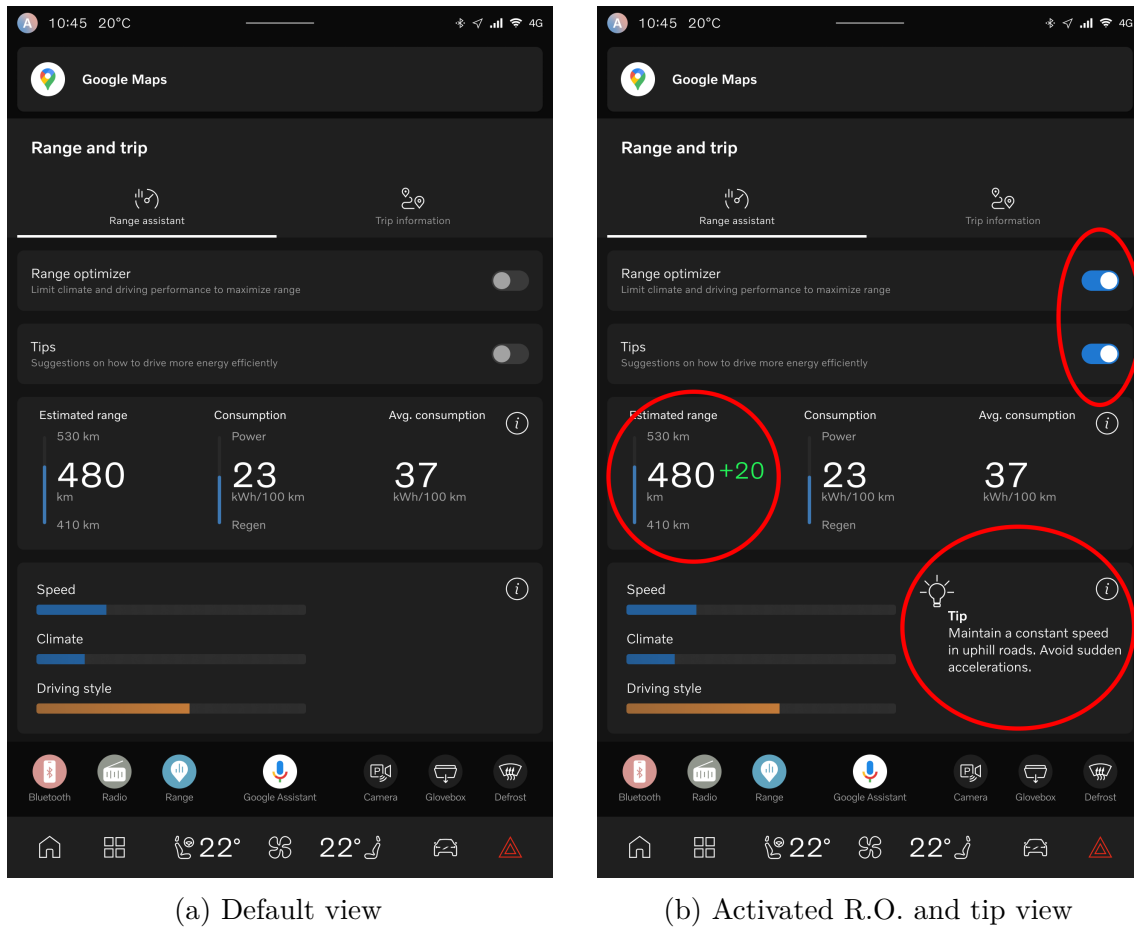 A 10:45 20°C 4G
Google Maps
Range and trip
Range assistant Trip information
Range optimizer
Limit climate and driving performance to maximize range
Tips
Suggestions on how to drive more energy efficiently
Estimated range Consumption Avg. consumption i
530 km Power
480 23 37
km kWh/100 km kWh/100 km
410 km Regen
Speed i
Climate
Driving style
P
Bluetooth Radio Range Google Assistant Camera Glovebox Defrost
22° 22°
(a) Default view
A 10:45 20°C 4G
Google Maps
Range and trip
Range assistant Trip information
Range optimizer
Limit climate and driving performance to maximize range
Tips
Suggestions on how to drive more energy efficiently
Estimated range Consumption Avg. consumption i
530 km Power
480 +20 23 37
km kWh/100 km kWh/100 km
410 km Regen
Speed i
Tip
Maintain a constant speed
in uphill roads. Avoid sudden
accelerations.
Climate
Driving style
P
Bluetooth Radio Range Google Assistant Camera Glovebox Defrost
22° 22°
(b) Activated R.O. and tip view